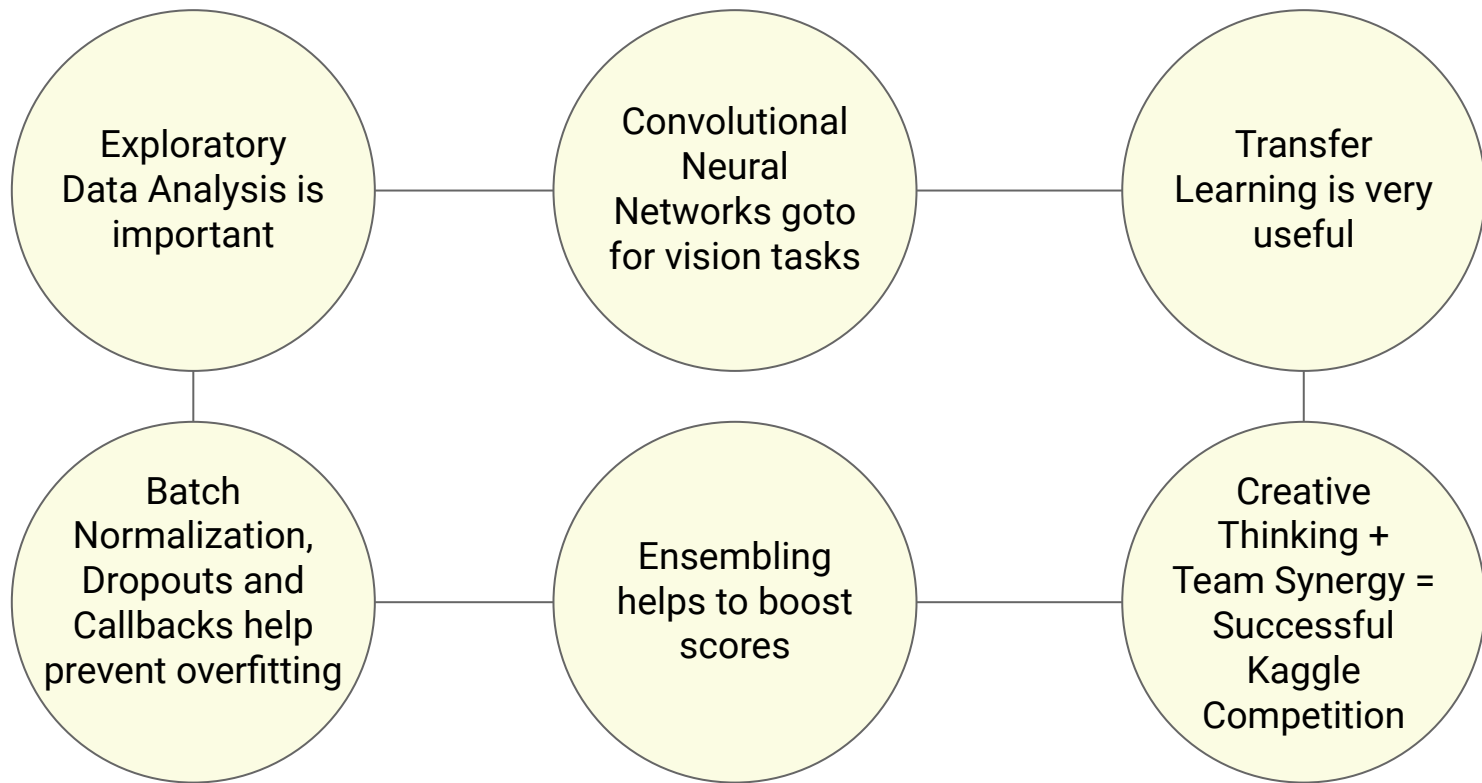 Exploratory
Data Analysis is
important
Convolutional
Neural
Networks goto
for vision tasks
Transfer
Learning is very
useful
Batch
Normalization,
Dropouts and
Callbacks help
prevent overfitting
Ensembling
helps to boost
scores
Creative
Thinking +
Team Synergy =
Successful
Kaggle
Competition